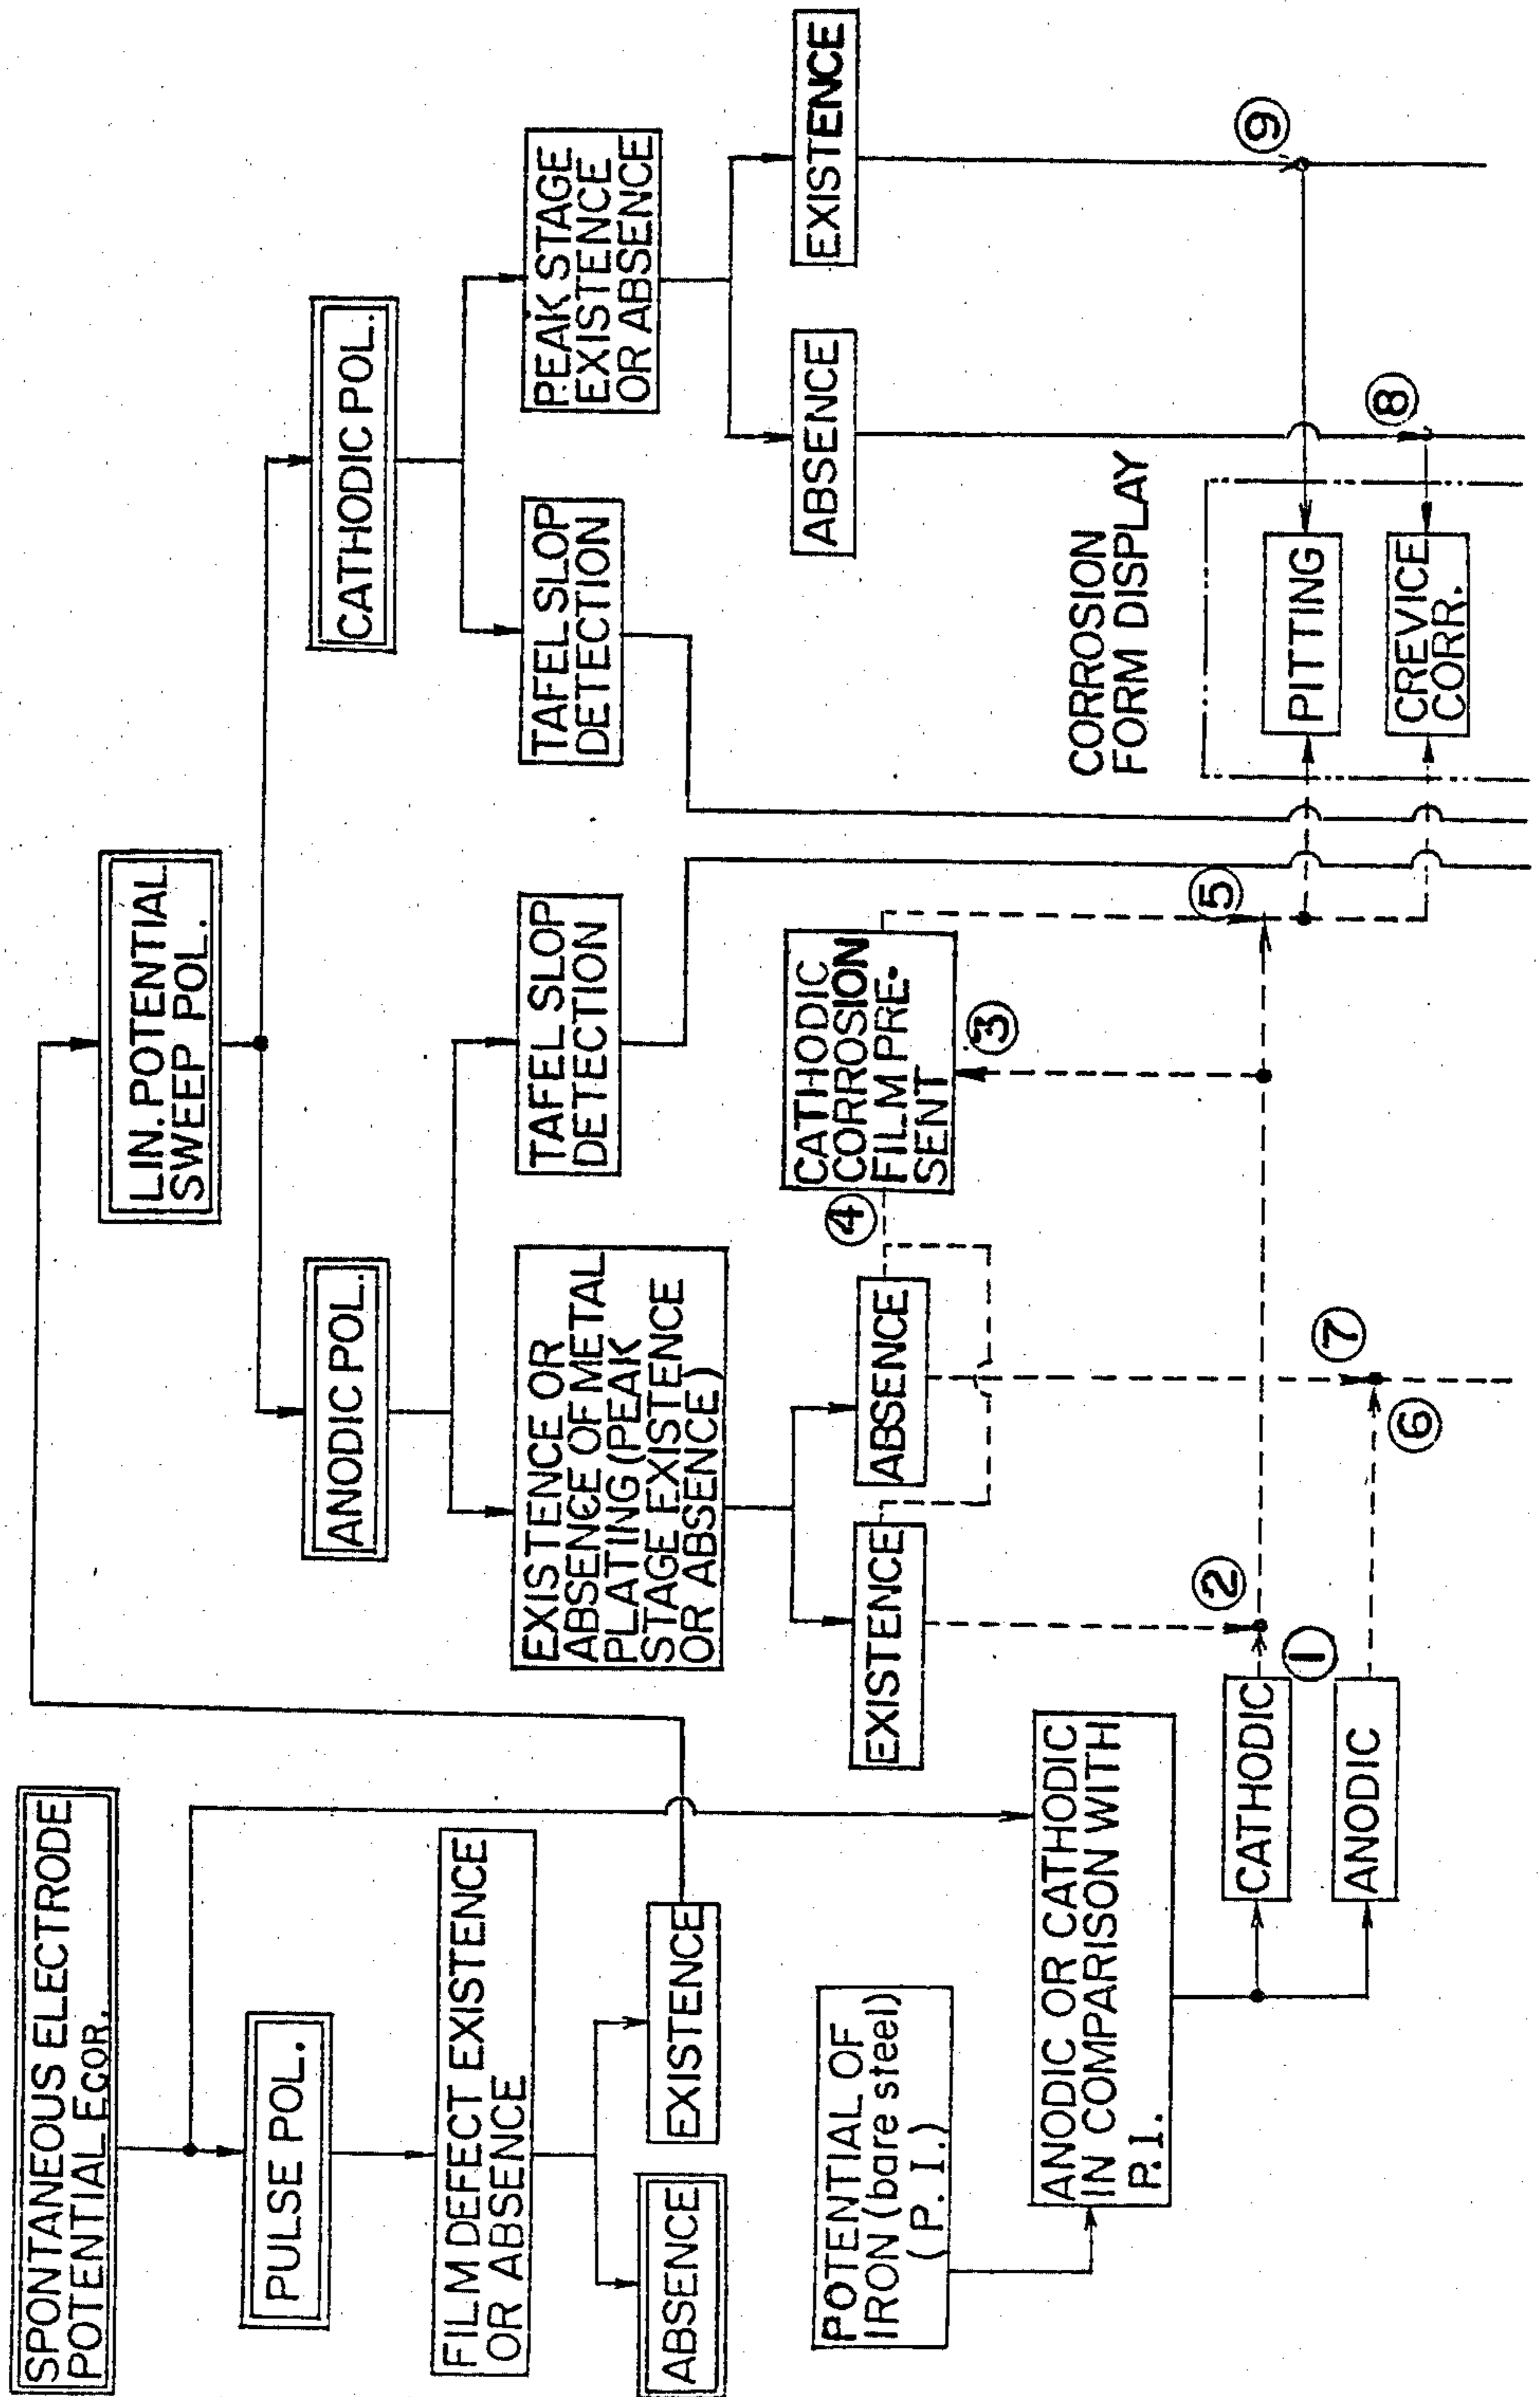 SPONTANEOUS ELECTRODE
POTENTIAL ECOR.
PULSE POL.
FILM DEFECT EXISTENCE
OR ABSENCE
ABSENCE
EXISTENCE
POTENTIAL OF
IRON (bare steel)
(P. I.)
ANODIC OR CATHODIC
IN COMPARISON WITH
P.I.
CATHODIC
ANODIC
LIN. POTENTIAL
SWEEP POL.
ANODIC POL.
EXISTENCE OR
ABSENCE OF METAL
PLATING (PEAK
STAGE EXISTENCE
OR ABSENCE)
TAFEL SLOP
DETECTION
EXISTENCE
ABSENCE
CATHODIC
CORROSION
FILM PRE-
SENT
①
②
③
④
⑤
⑥
⑦
CATHODIC POL.
TAFEL SLOP
DETECTION
PEAK STAGE
EXISTENCE
OR ABSENCE
ABSENCE
EXISTENCE
CORROSION
FORM DISPLAY
PITTING
CREVICE
CORR.
⑧
⑨